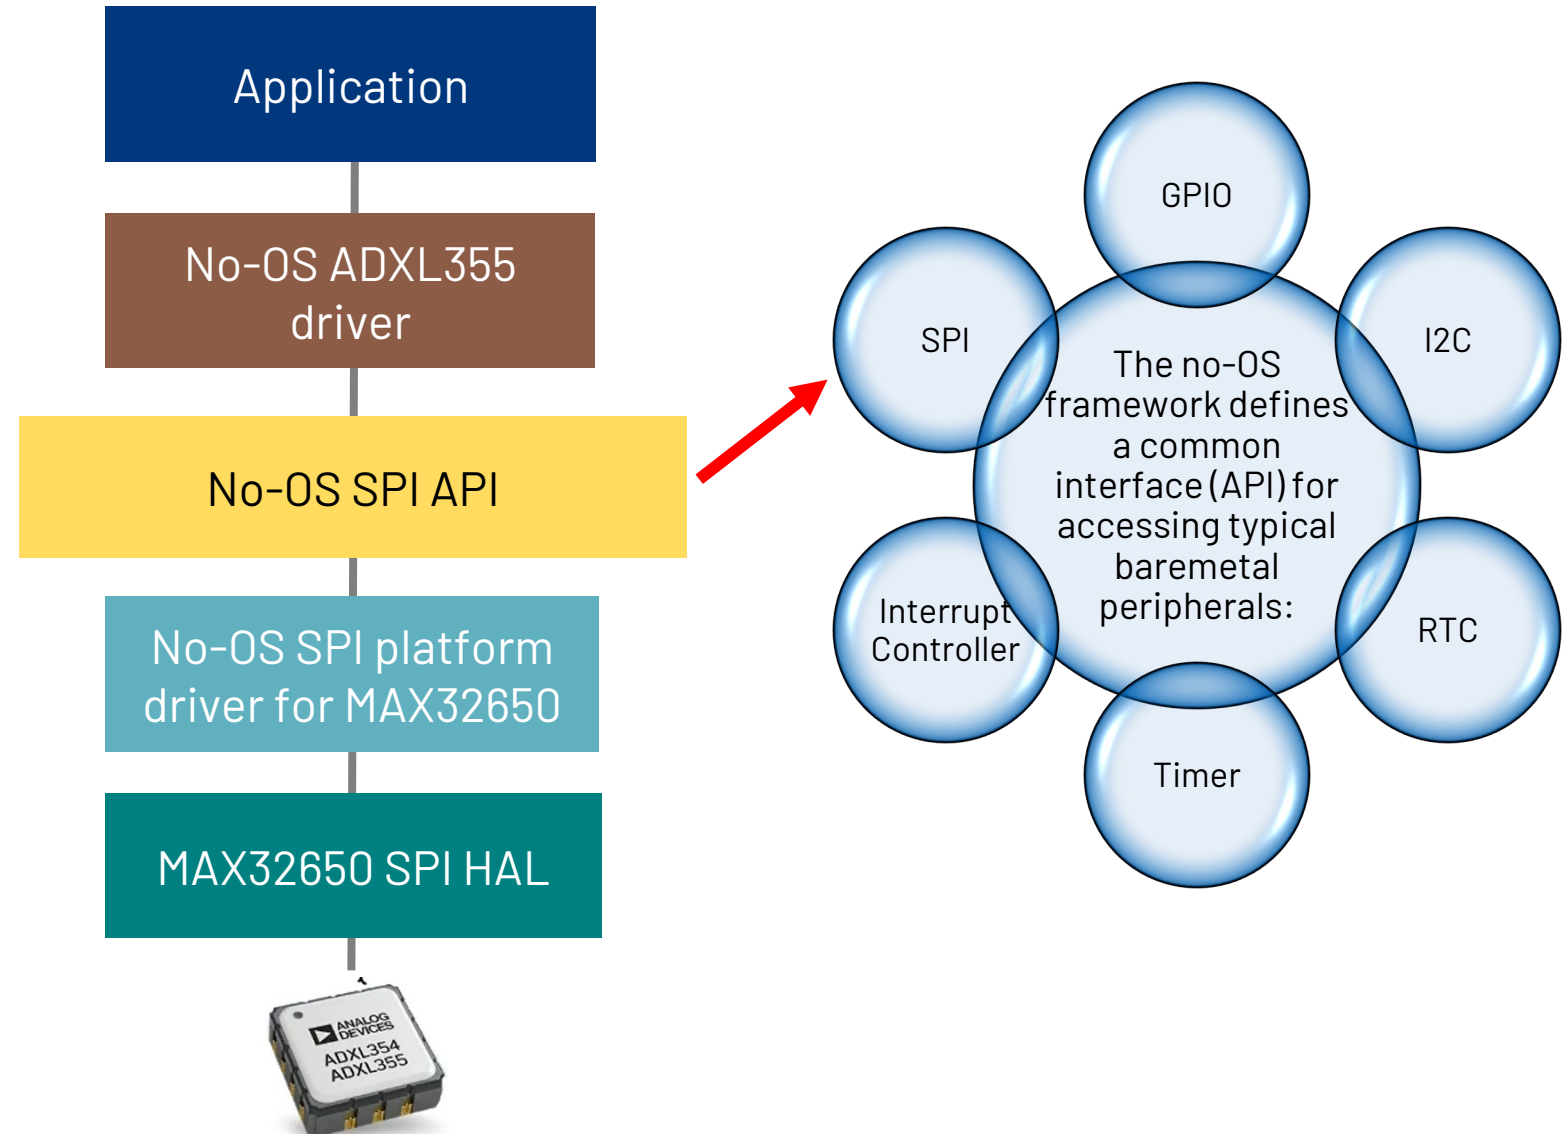 Application
No-OS ADXL355
driver
No-OS SPI API
No-OS SPI platform
driver for MAX32650
MAX32650 SPI HAL
ANALOG
DEVICES
ADXL354
ADXL355
GPIO
SPI
I2C
The no-OS
framework defines
a common
interface (API) for
accessing typical
baremetal
peripherals:
Interrupt
Controller
RTC
Timer